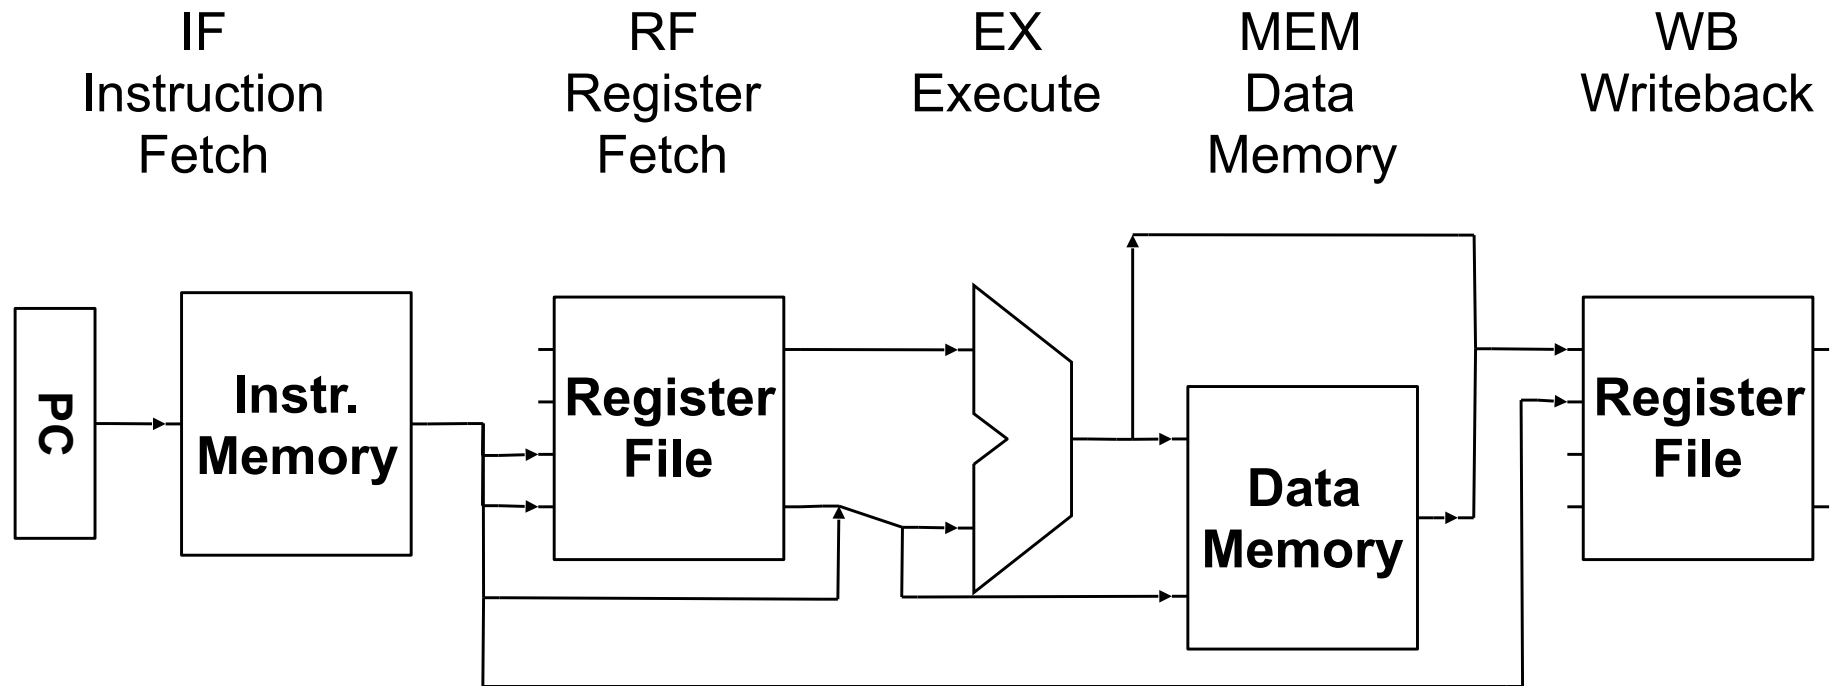 IF
Instruction
Fetch
RF
Register
Fetch
EX
Execute
MEM
Data
Memory
WB
Writeback
PC
Instr.
Memory
Register
File
Data
Memory
Register
File